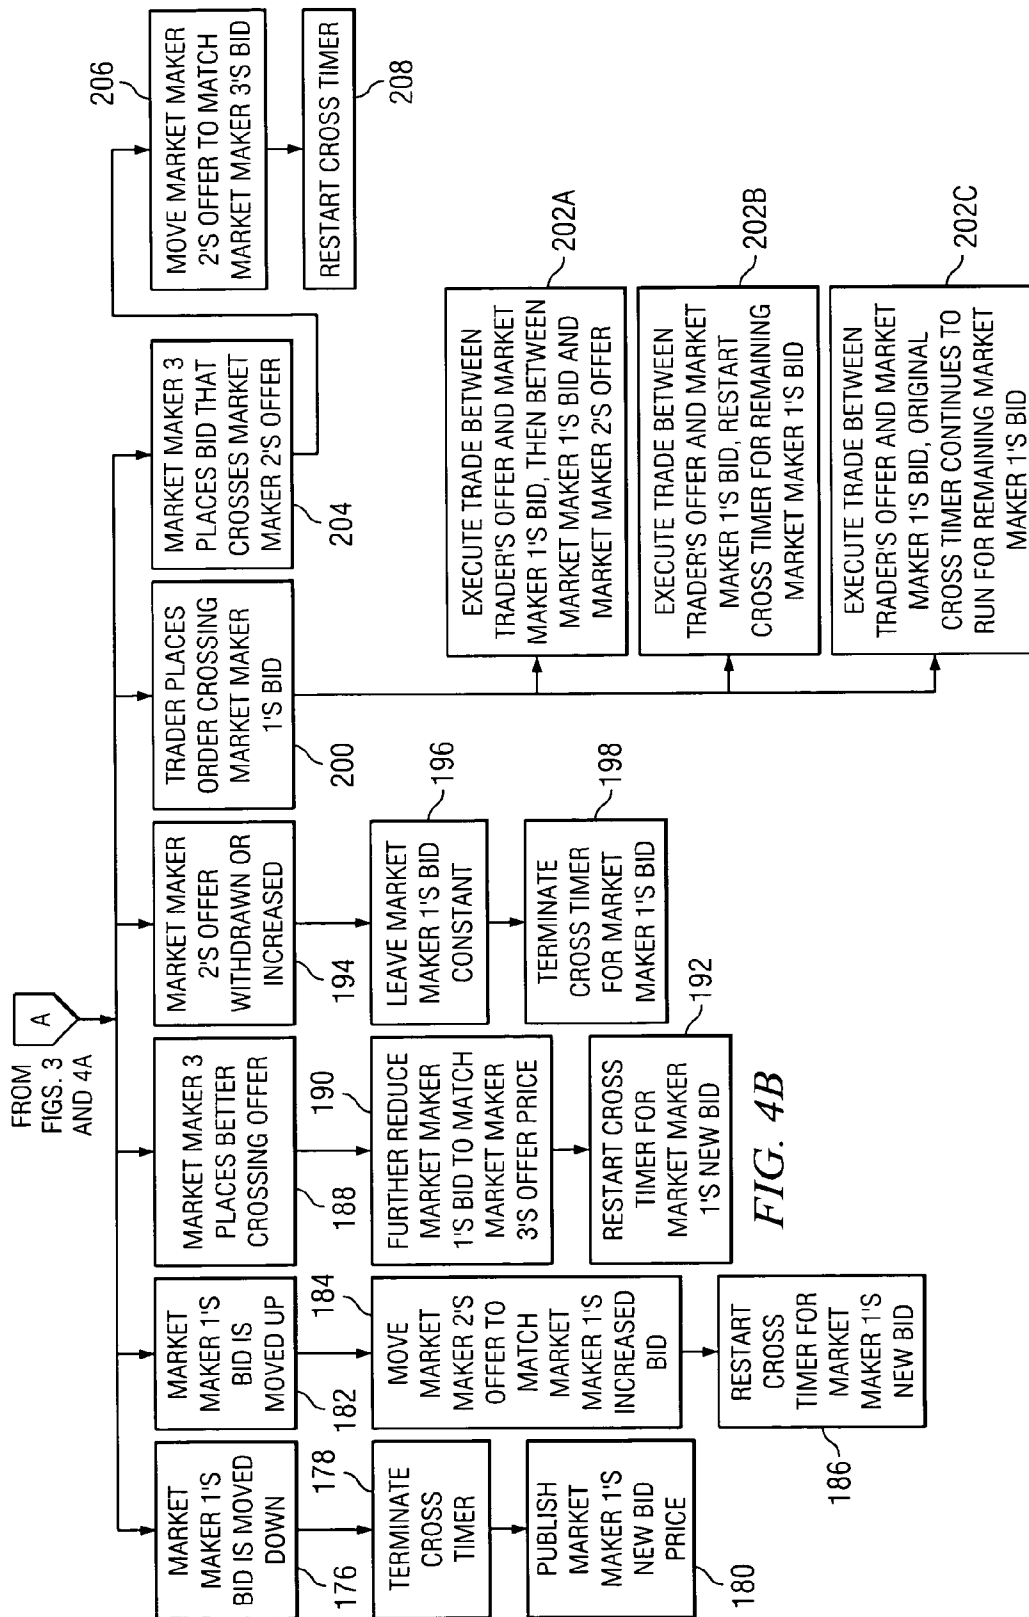 FROM
FIGS. 3
AND 4A
A
MARKET
MAKER 1'S
BID IS MOVED
DOWN
176
TERMINATE
CROSS
TIMER
178
PUBLISH
MARKET
MAKER 1'S
NEW BID
PRICE
180
MARKET
MAKER 1'S
BID IS
MOVED UP
182
MOVE
MARKET
MAKER 2'S
OFFER TO
MATCH
MARKET
MAKER 1'S
INCREASED
BID
184
RESTART
CROSS
TIMER FOR
MARKET
MAKER 1'S
NEW BID
186
MARKET MAKER 3
PLACES BETTER
CROSSING OFFER
188
FURTHER REDUCE
MARKET MAKER
1'S BID TO MATCH
MARKET MAKER
3'S OFFER PRICE
190
RESTART CROSS
TIMER FOR
MARKET MAKER
1'S NEW BID
192
MARKET MAKER
2'S OFFER
WITHDRAWN OR
INCREASED
194
LEAVE MARKET
MAKER 1'S BID
CONSTANT
196
TERMINATE
CROSS TIMER
FOR MARKET
MAKER 1'S BID
198
TRADER PLACES
ORDER CROSSING
MARKET MAKER
1'S BID
200
EXECUTE TRADE BETWEEN
TRADER'S OFFER AND MARKET
MAKER 1'S BID, THEN BETWEEN
MARKET MAKER 1'S BID AND
MARKET MAKER 2'S OFFER
202A
EXECUTE TRADE BETWEEN
TRADER'S OFFER AND MARKET
MAKER 1'S BID, RESTART
CROSS TIMER FOR REMAINING
MARKET MAKER 1'S BID
202B
EXECUTE TRADE BETWEEN
TRADER'S OFFER AND MARKET
MAKER 1'S BID, ORIGINAL
CROSS TIMER CONTINUES TO
RUN FOR REMAINING MARKET
MAKER 1'S BID
202C
MARKET MAKER 3
PLACES BID THAT
CROSSES MARKET
MAKER 2'S OFFER
204
MOVE MARKET MAKER
2'S OFFER TO MATCH
MARKET MAKER 3'S BID
206
RESTART CROSS TIMER
208
FIG. 4B